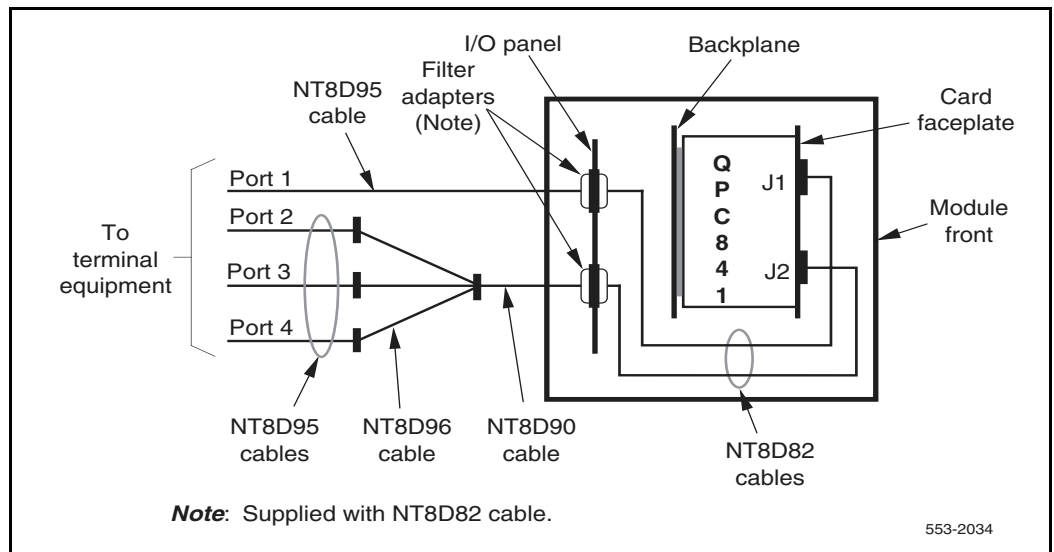 I/O panel
Backplane
Filter
adapters
(Note)
NT8D95
cable
Card
faceplate
Port 1
Port 2
Port 3
Port 4
To
terminal
equipment
Q
P
C
8
4
1
J1
J2
Module
front
NT8D95
cables
NT8D96
cable
NT8D90
cable
NT8D82
cables
Note: Supplied with NT8D82 cable.
553-2034